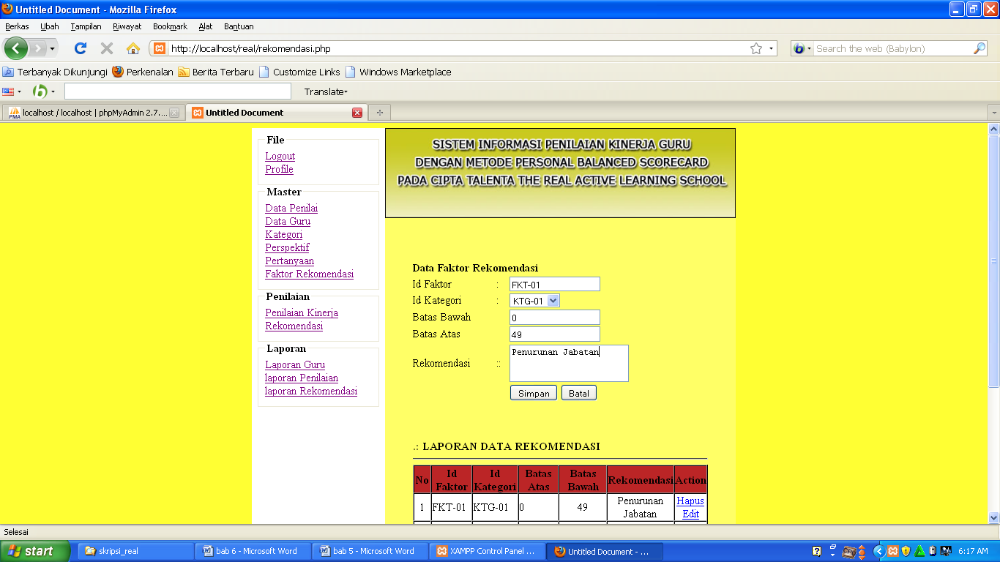 Untitled Document - Mozilla Firefox
Berkas Ubah Tampilan Riwayat Bookmark Alat Bantuan
http://localhost/real/rekomendasi.php
Search the web (Babylon)
Terbanyak Dikunjungi Perkenalan Berita Terbaru Customize Links Windows Marketplace
Translate
localhost / localhost | phpMyAdmin 2.7.... Untitled Document
File
Logout
Profile
Master
Data Penilai
Data Guru
Kategori
Perspektif
Pertanyaan
Faktor Rekomendasi
Penilaian
Penilaian Kinerja
Rekomendasi
Laporan
Laporan Guru
laporan Penilaian
laporan Rekomendasi
SISTEM INFORMASI PENILAIAN KINERJA GURU
DENGAN METODE PERSONAL BALANCED SCORECARD
PADA CIPTA TALENTA THE REAL ACTIVE LEARNING SCHOOL
Data Faktor Rekomendasi
Id Faktor : FKT-01
Id Kategori : KTG-01
Batas Bawah 0
Batas Atas 49
Rekomendasi :: Penurunan Jabatan
Simpan Batal
.: LAPORAN DATA REKOMENDASI
No Id Faktor Id Kategori Batas Atas Batas Bawah Rekomendasi Action
1 FKT-01 KTG-01 0 49 Penurunan Jabatan Hapus Edit
Selesai
start skripsi_real bab 6 - Microsoft Word bab 5 - Microsoft Word XAMPP Control Panel ... Untitled Document - ... 6:17 AM